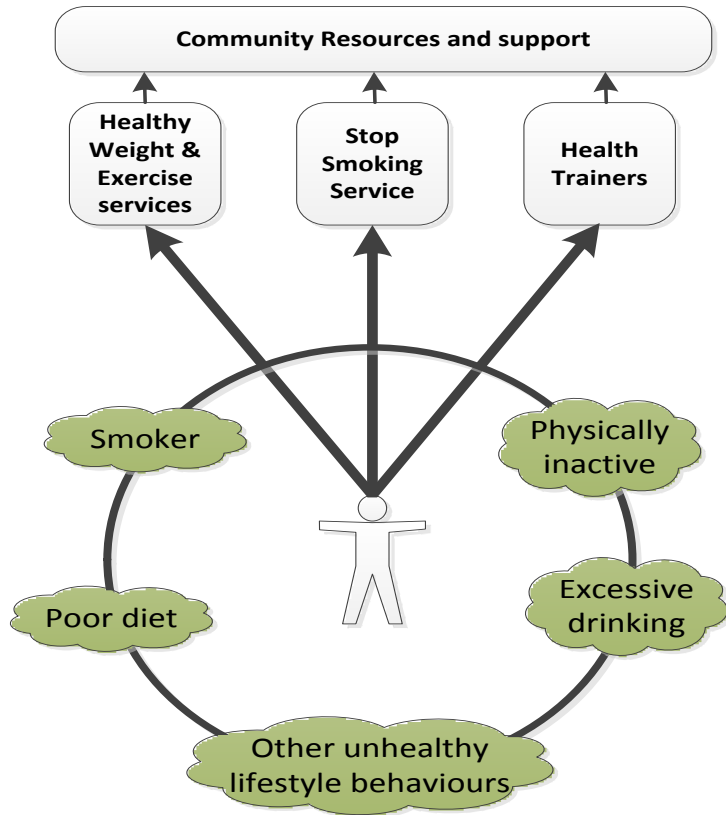 Community Resources and support
Healthy
Weight &
Exercise
services
Stop
Smoking
Service
Health
Trainers
Smoker
Physically
inactive
Poor diet
Excessive
drinking
Other unhealthy
lifestyle behaviours